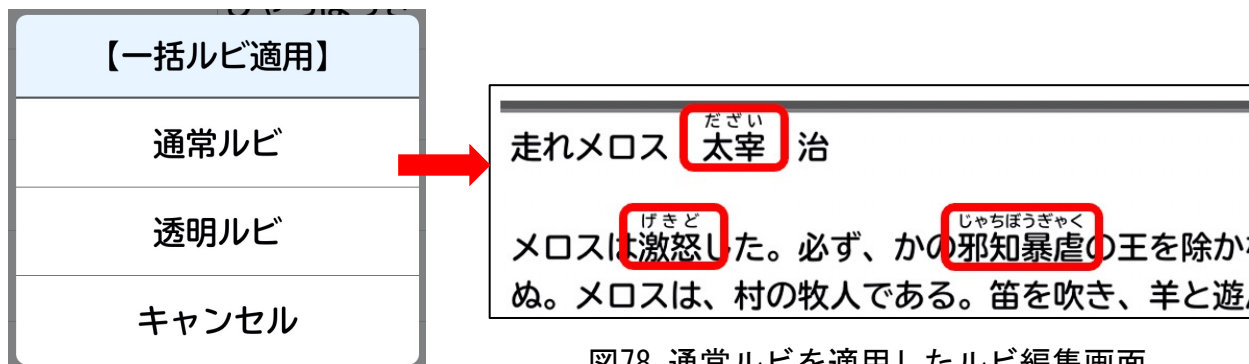 【一括ルビ適用】
通常ルビ
透明ルビ
キャンセル
だざい
走れメロス 太宰 治
げきど じゃちぼうぎゃく
メロスは激怒した。必ず、かの邪知暴虐の王を除か
ぬ。メロスは、村の牧人である。笛を吹き、羊と遊
図78 通常ルビを適用したルビ編集画面